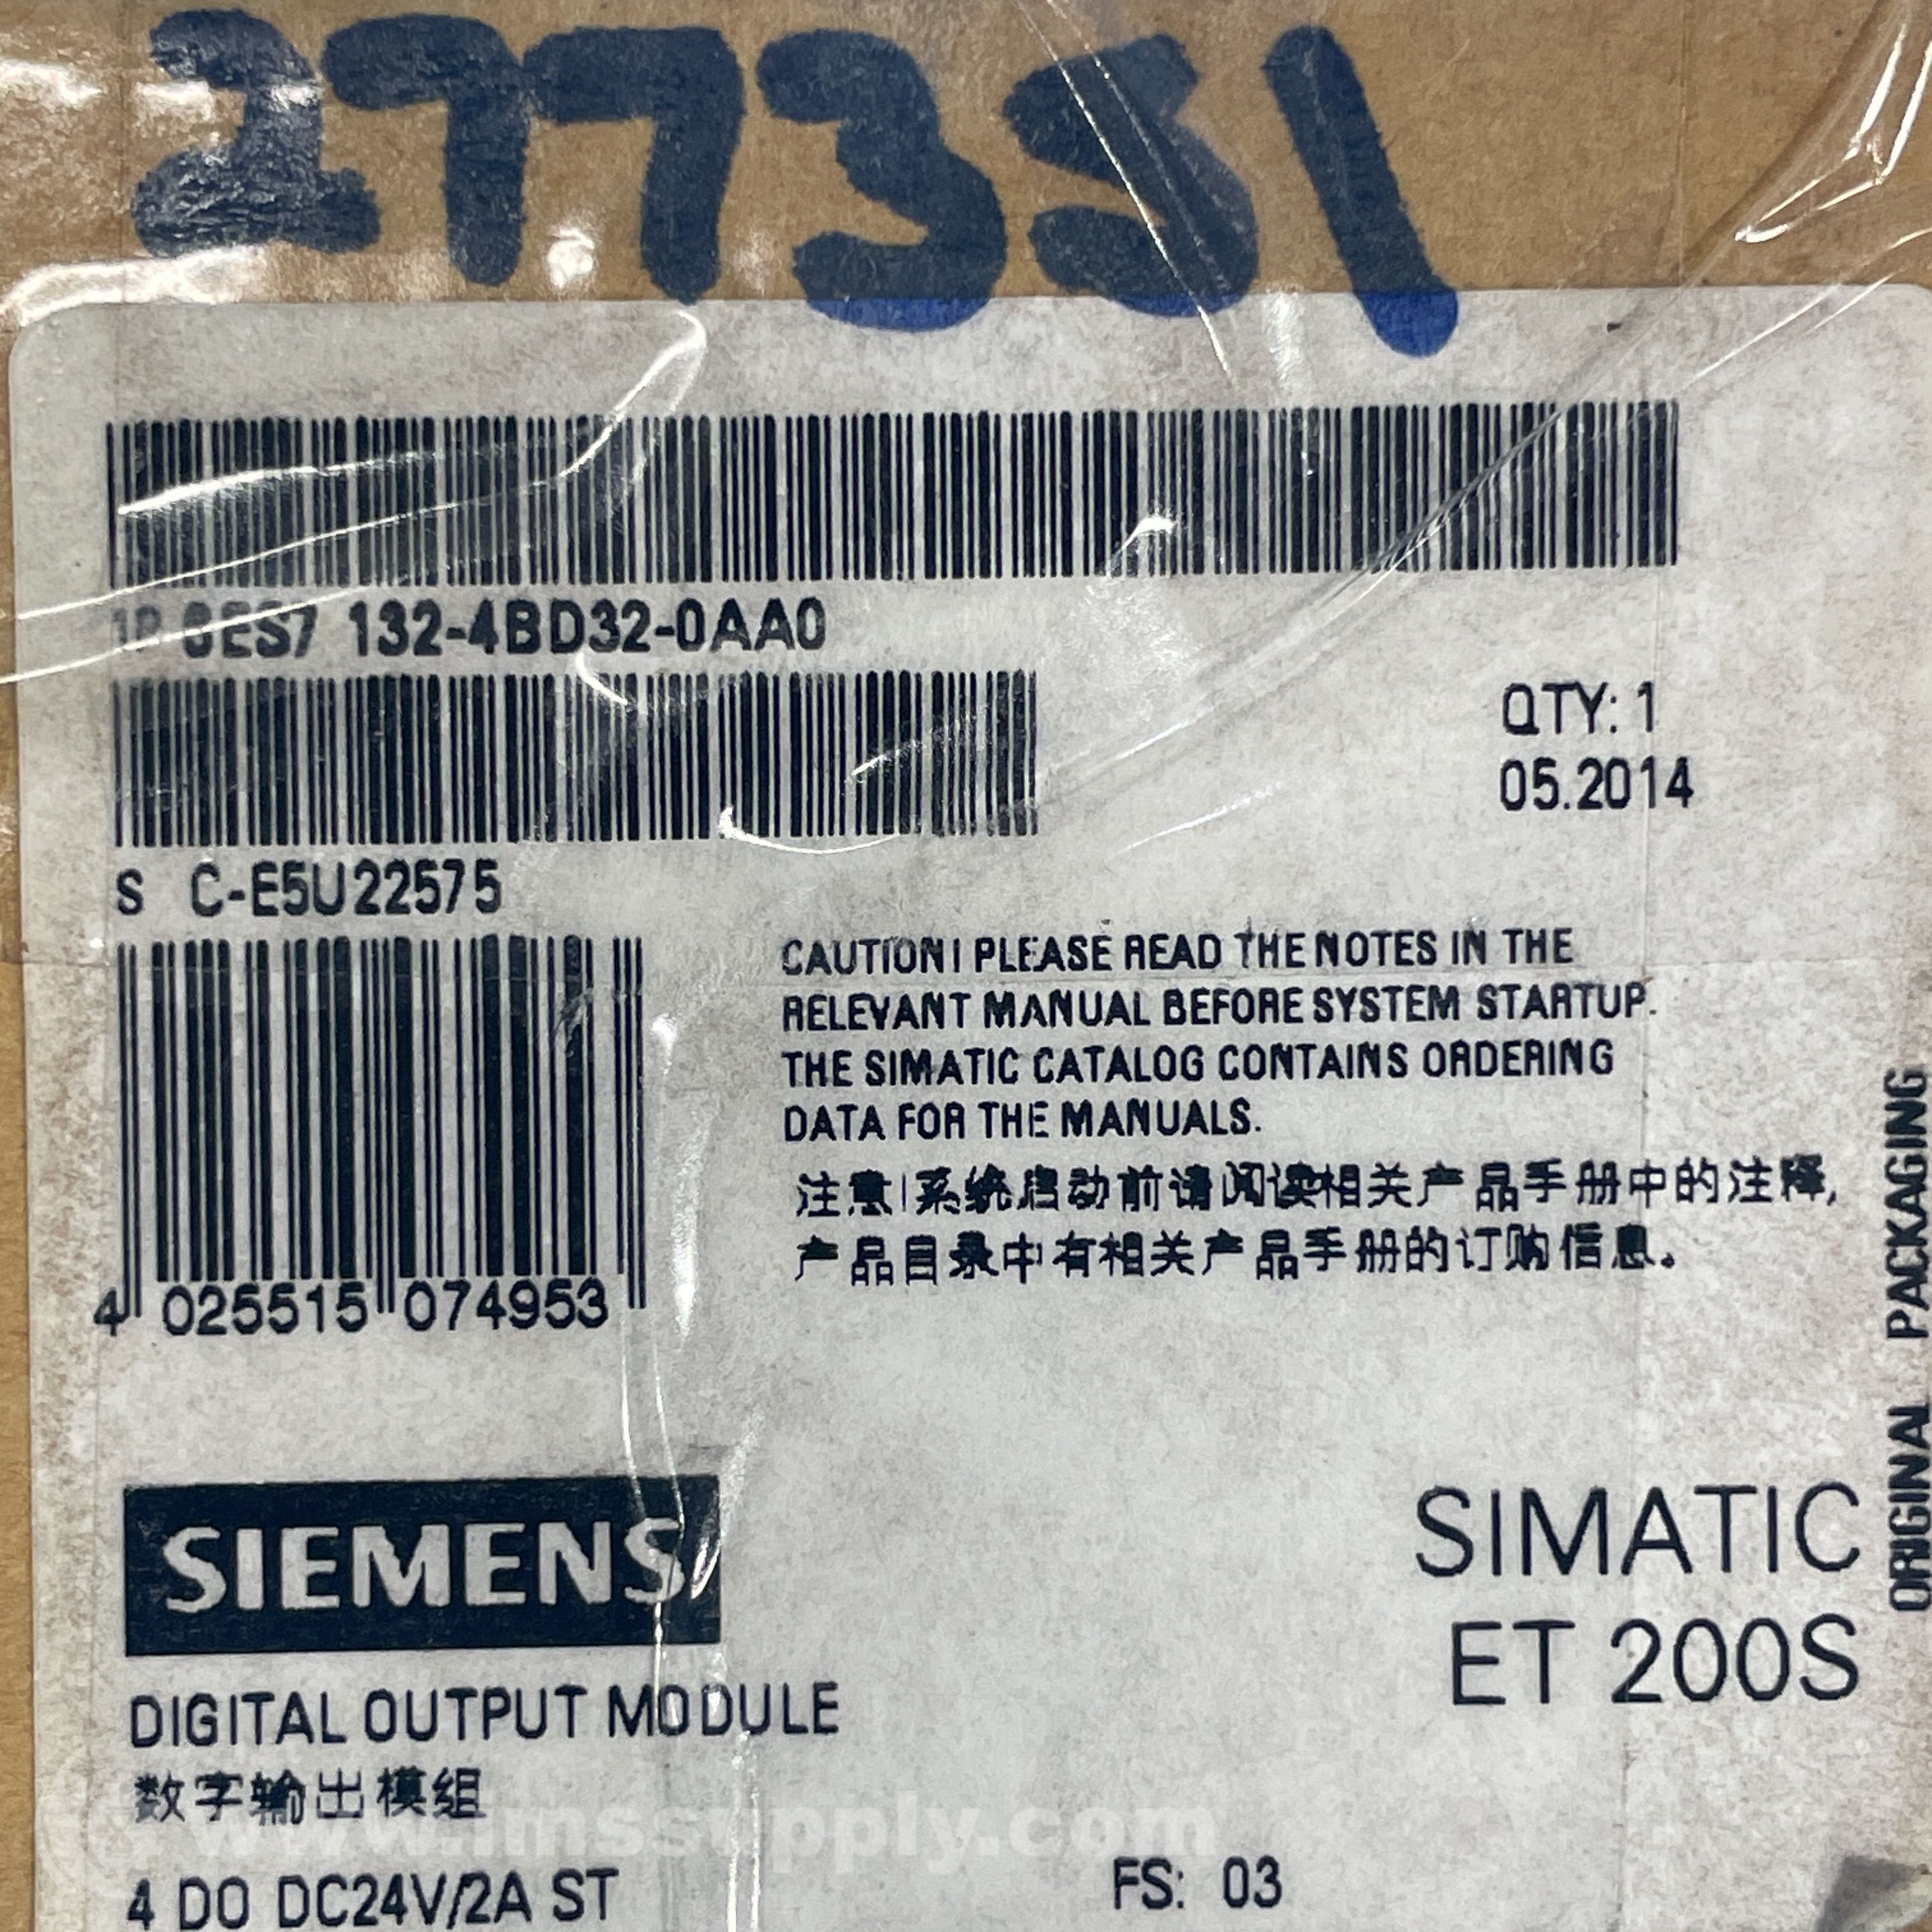 277351
1P 6ES7 132-4BD32-0AA0
QTY: 1
05.2014
S C-E5U22575
CAUTION! PLEASE READ THE NOTES IN THE
RELEVANT MANUAL BEFORE SYSTEM STARTUP.
THE SIMATIC CATALOG CONTAINS ORDERING
DATA FOR THE MANUALS.
注意!系统启动前请阅读相关产品手册中的注释,
产品目录中有相关产品手册的订购信息。
4 025515 074953
ORIGINAL PACKAGING
SIEMENS
SIMATIC
ET 200S
DIGITAL OUTPUT MODULE
数字输出模组
www.imssupply.com
4 DO DC24V/2A ST
FS: 03